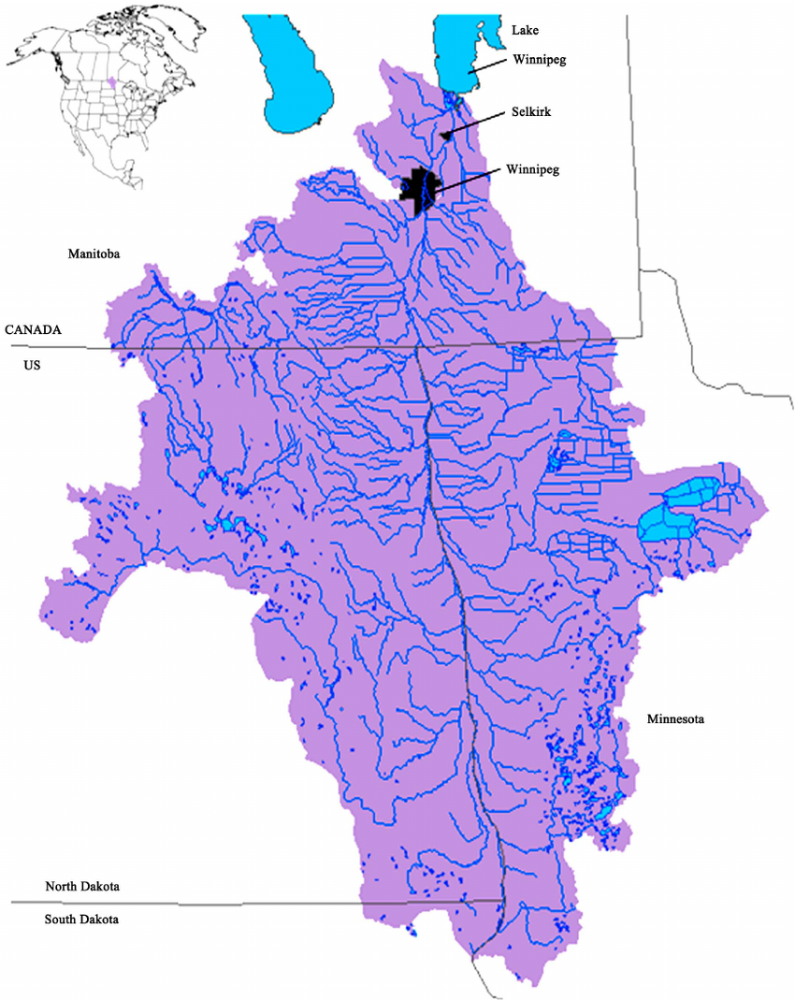 Lake
Winnipeg
Selkirk
Winnipeg
Manitoba
CANADA
US
Minnesota
North Dakota
South Dakota